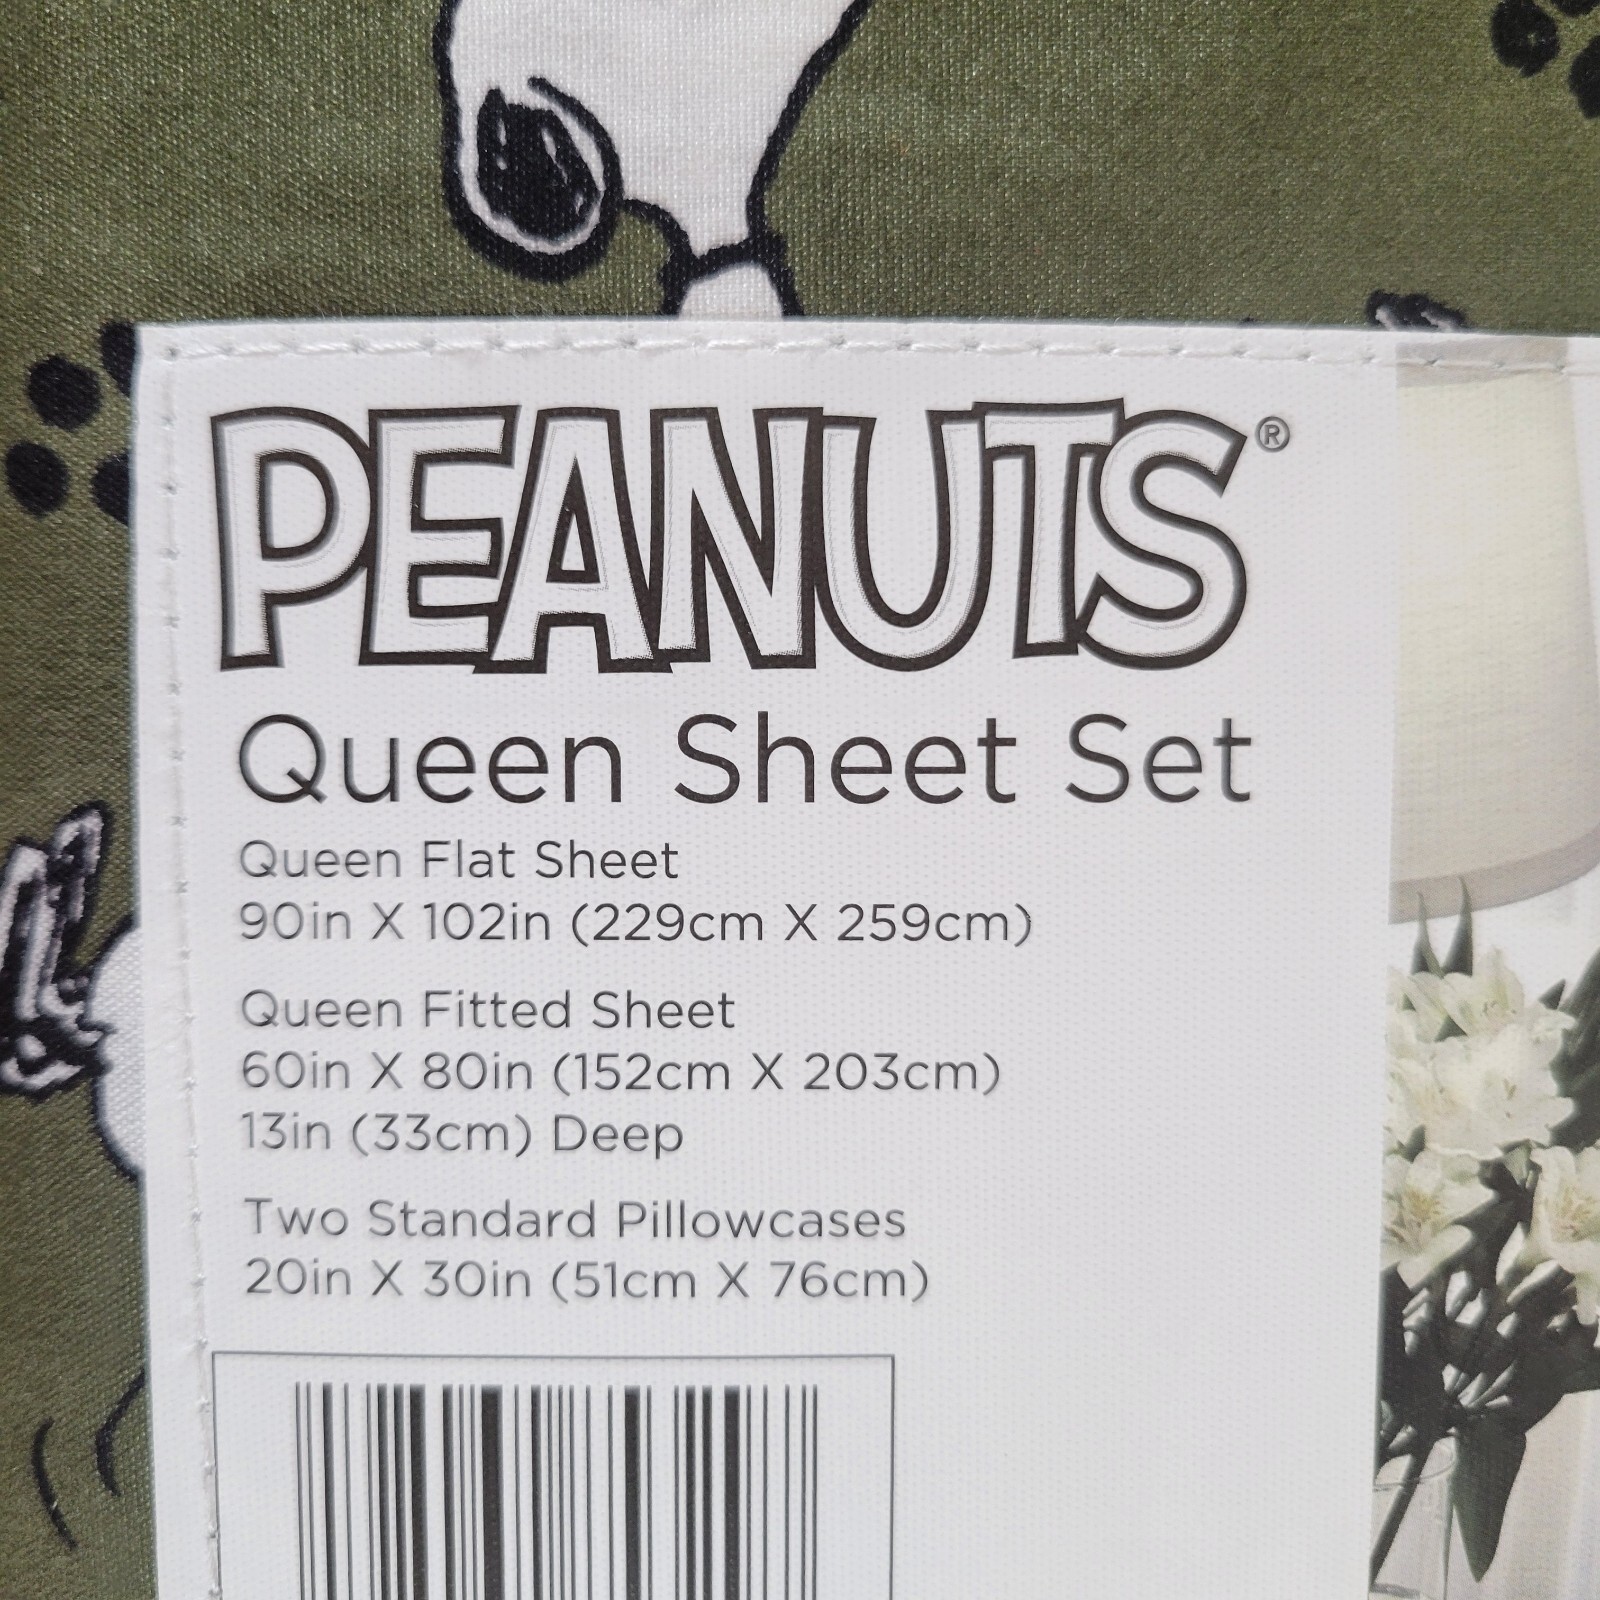 PEANUTS®
Queen Sheet Set
Queen Flat Sheet
90in X 102in (229cm X 259cm)
Queen Fitted Sheet
60in X 80in (152cm X 203cm)
13in (33cm) Deep
Two Standard Pillowcases
20in X 30in (51cm X 76cm)